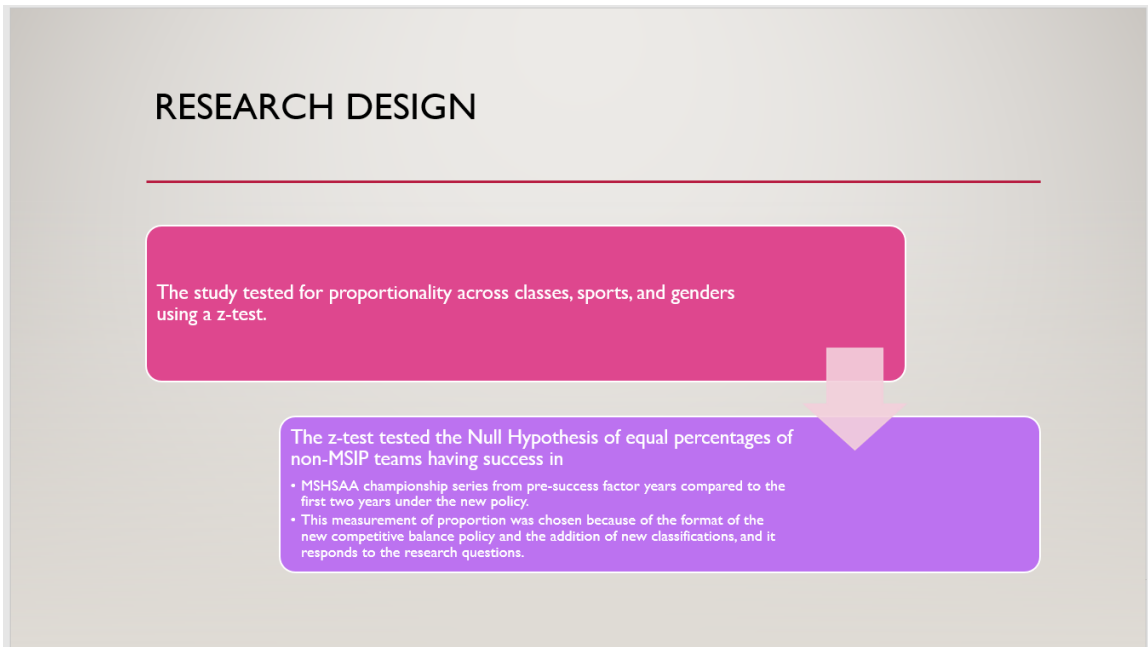 RESEARCH DESIGN
The study tested for proportionality across classes, sports, and genders
using a z-test.
The z-test tested the Null Hypothesis of equal percentages of
non-MSIP teams having success in
• MSHSAA championship series from pre-success factor years compared to the
first two years under the new policy.
• This measurement of proportion was chosen because of the format of the
new competitive balance policy and the addition of new classifications, and it
responds to the research questions.